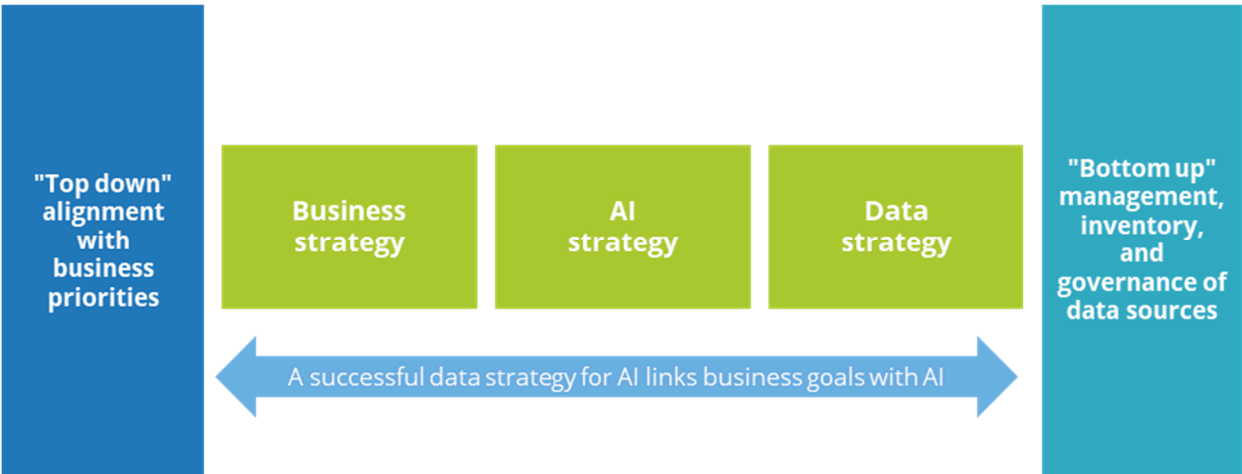 "Top down"
alignment
with
business
priorities
Business
strategy
AI
strategy
Data
strategy
"Bottom up"
management,
inventory,
and
governance of
data sources
A successful data strategy for AI links business goals with AI